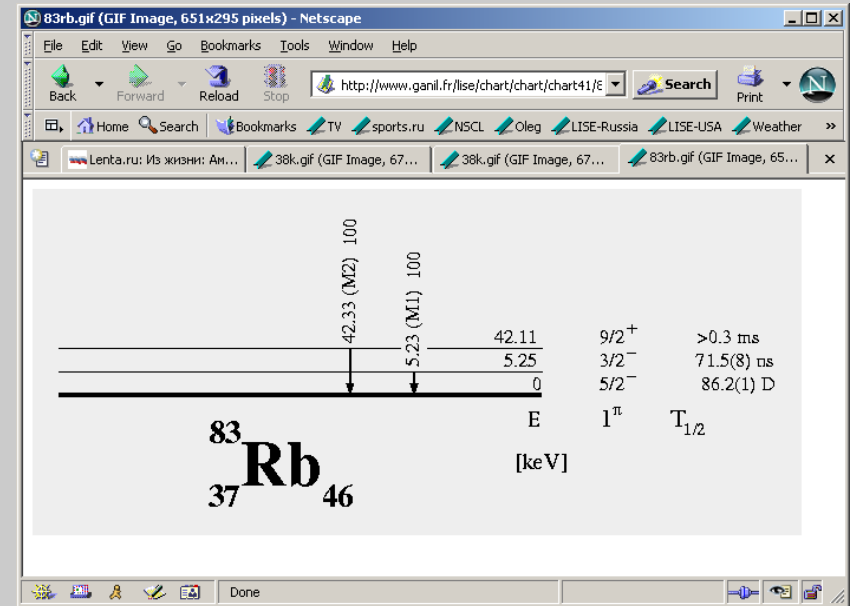 83rb.gif (GIF Image, 651x295 pixels) - Netscape
File Edit View Go Bookmarks Tools Window Help
http://www.ganil.fr/lise/chart/chart/chart41/8 Search
Back Forward Reload Stop Print
Home Search Bookmarks TV sports.ru NSCL Oleg LISE-Russia LISE-USA Weather »
Lenta.ru: Из жизни: Ам... 38k.gif (GIF Image, 67... 38k.gif (GIF Image, 67... 83rb.gif (GIF Image, 65...
42.33 (M2) 100
5.23 (M1) 100
42.11 9/2+ >0.3 ms
5.25 3/2− 71.5(8) ns
0 5/2− 86.2(1) D
E Iπ T1/2
[keV]
83
37Rb46
Done